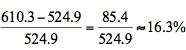 610.3 − 524.9 / 524.9 = 85.4 / 524.9 ≈ 16.3%